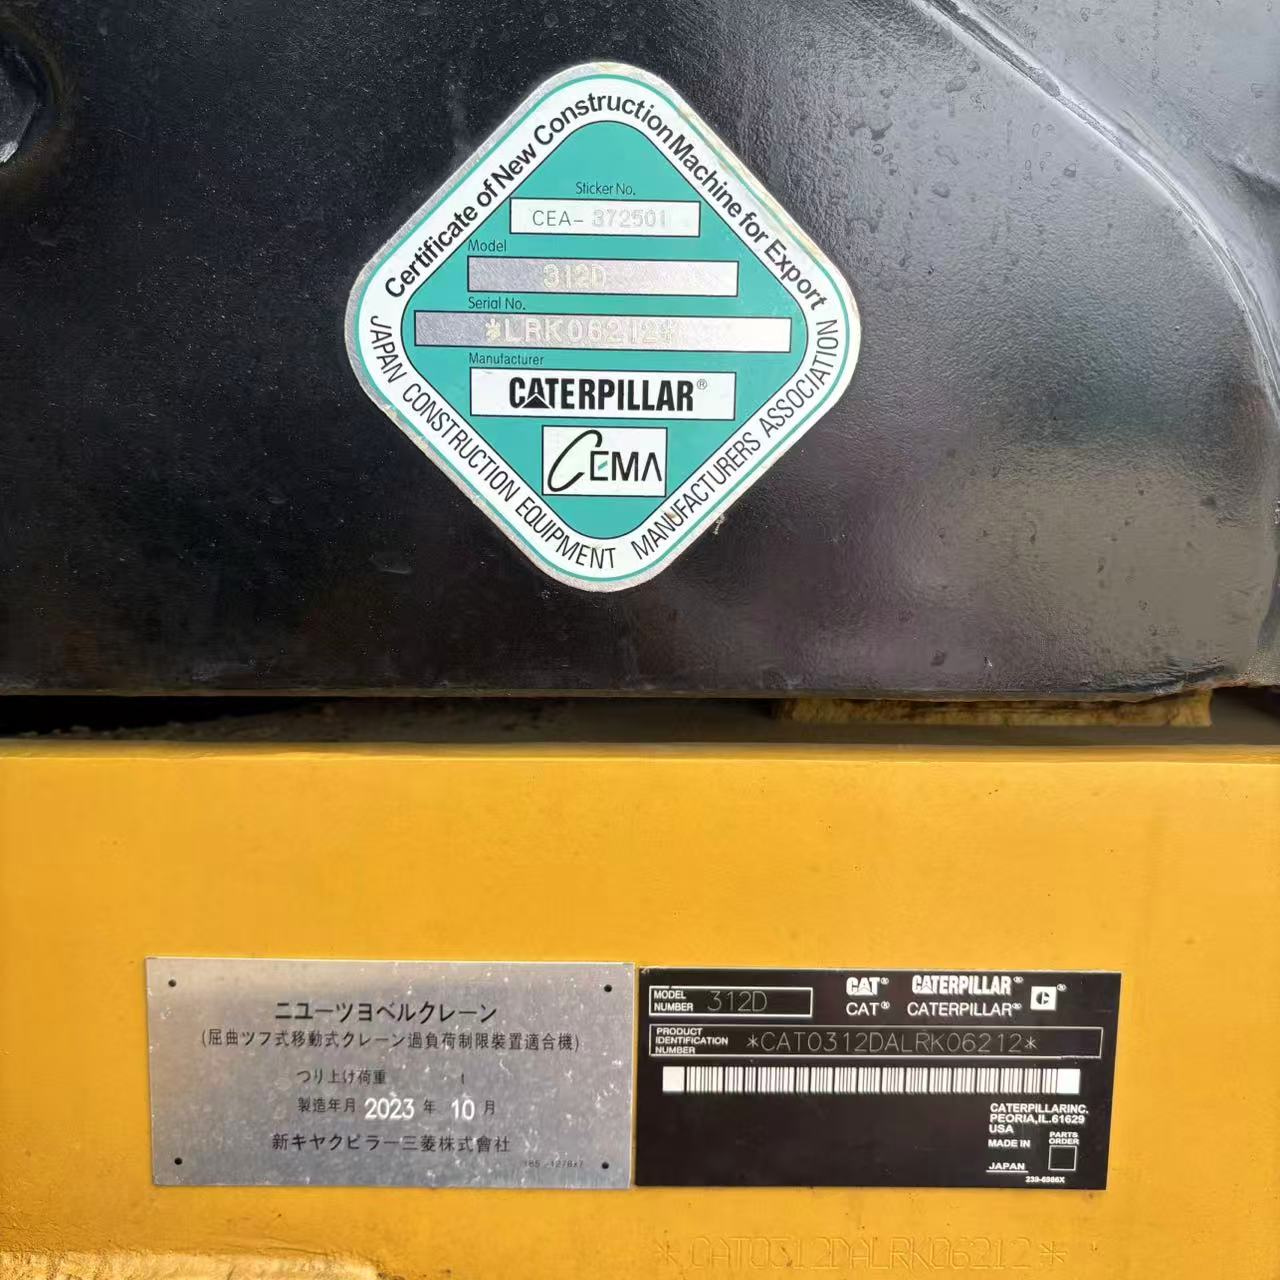 Certificate of New Construction Machine for Export
Sticker No.
CEA- 372501
Model
312D
Serial No.
*LRK06212*
Manufacturer
CATERPILLAR®
CEMA
JAPAN CONSTRUCTION EQUIPMENT MANUFACTURERS ASSOCIATION
ニユーツヨベルクレーン
(屈曲ツフ式移動式クレーン過負荷制限装置適合機)
つり上げ荷重 t
製造年月 2023 年 10 月
新キヤクピラー三菱株式會社
MODEL NUMBER 312D
CAT® CATERPILLAR® C®
CAT® CATERPILLAR®
PRODUCT IDENTIFICATION NUMBER *CAT0312DALRK06212*
CATERPILLARINC.
PEORIA,IL.61629
USA
MADE IN
JAPAN
PARTS ORDER
239-6986X
*CAT0312DALRK06212*